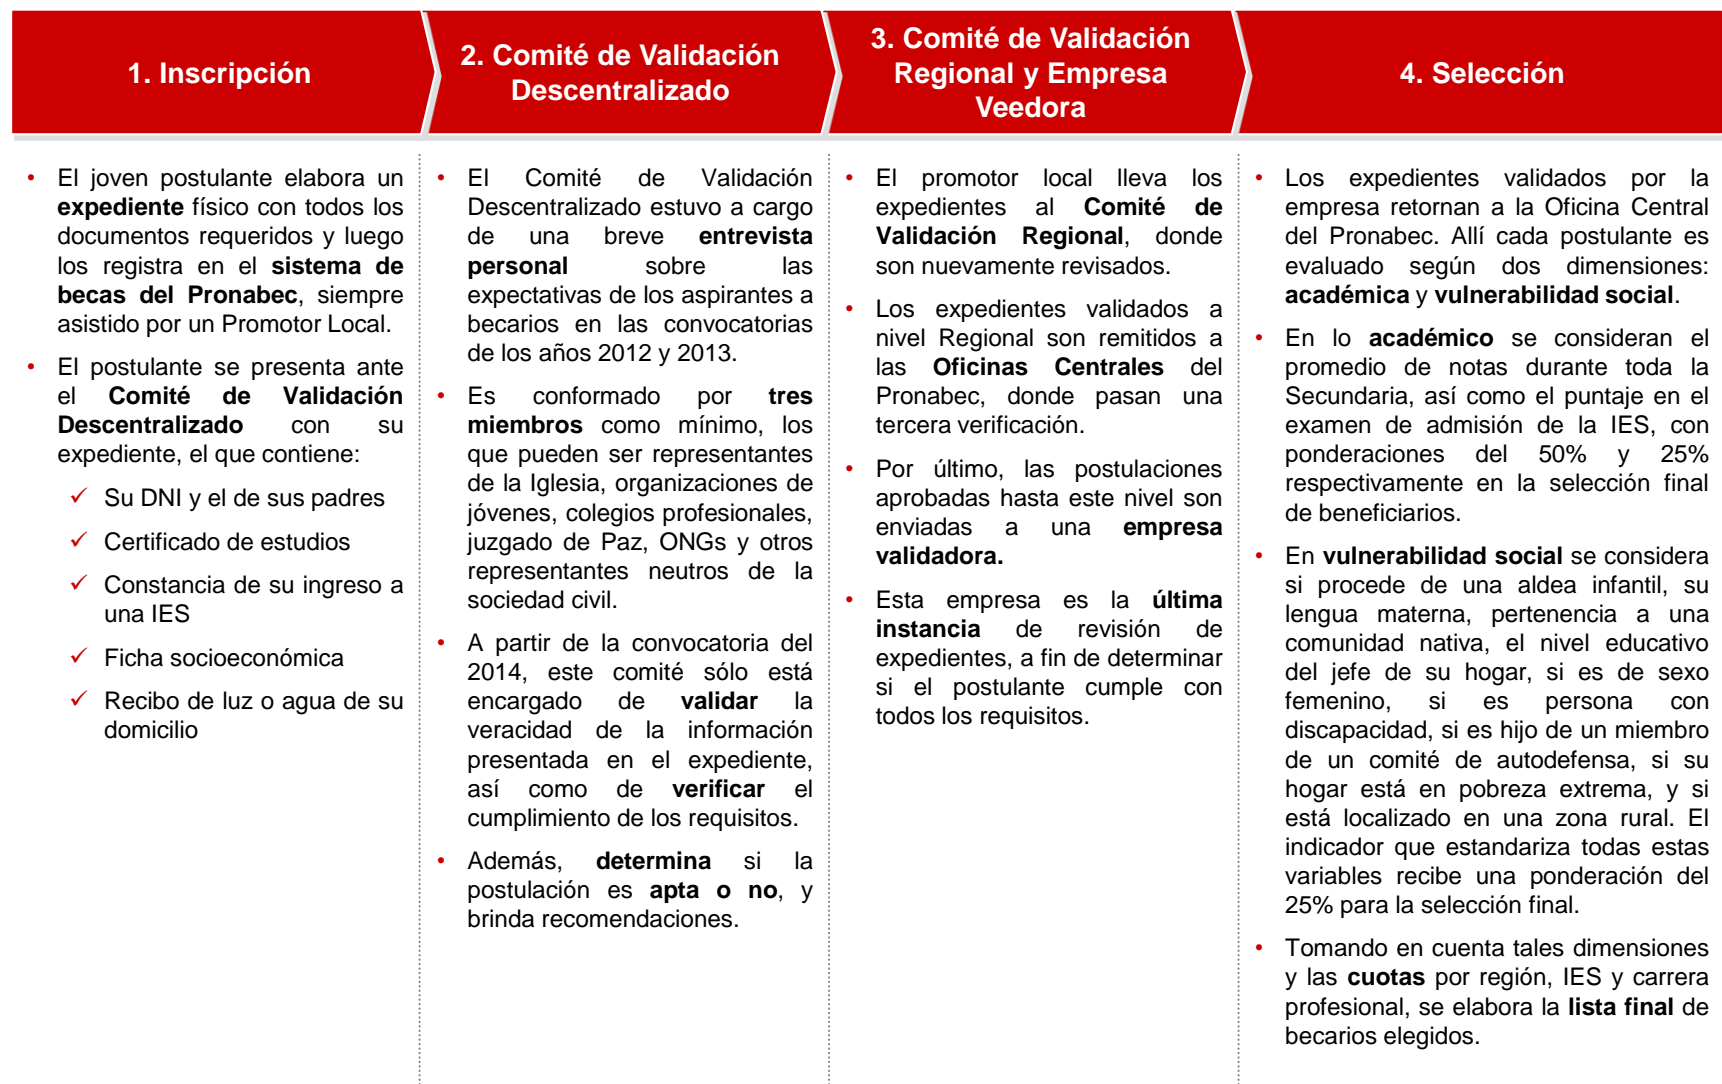 1. Inscripción
2. Comité de Validación
Descentralizado
3. Comité de Validación
Regional y Empresa
Veedora
4. Selección
• El joven postulante elabora un
expediente físico con todos los
documentos requeridos y luego
los registra en el sistema de
becas del Pronabec, siempre
asistido por un Promotor Local.
• El postulante se presenta ante
el Comité de Validación
Descentralizado con su
expediente, el que contiene:
✓ Su DNI y el de sus padres
✓ Certificado de estudios
✓ Constancia de su ingreso a
una IES
✓ Ficha socioeconómica
✓ Recibo de luz o agua de su
domicilio
• El Comité de Validación
Descentralizado estuvo a cargo
de una breve entrevista
personal sobre las
expectativas de los aspirantes a
becarios en las convocatorias
de los años 2012 y 2013.
• Es conformado por tres
miembros como mínimo, los
que pueden ser representantes
de la Iglesia, organizaciones de
jóvenes, colegios profesionales,
juzgado de Paz, ONGs y otros
representantes neutros de la
sociedad civil.
• A partir de la convocatoria del
2014, este comité sólo está
encargado de validar la
veracidad de la información
presentada en el expediente,
así como de verificar el
cumplimiento de los requisitos.
• Además, determina si la
postulación es apta o no, y
brinda recomendaciones.
• El promotor local lleva los
expedientes al Comité de
Validación Regional, donde
son nuevamente revisados.
• Los expedientes validados a
nivel Regional son remitidos a
las Oficinas Centrales del
Pronabec, donde pasan una
tercera verificación.
• Por último, las postulaciones
aprobadas hasta este nivel son
enviadas a una empresa
validadora.
• Esta empresa es la última
instancia de revisión de
expedientes, a fin de determinar
si el postulante cumple con
todos los requisitos.
• Los expedientes validados por la
empresa retornan a la Oficina Central
del Pronabec. Allí cada postulante es
evaluado según dos dimensiones:
académica y vulnerabilidad social.
• En lo académico se consideran el
promedio de notas durante toda la
Secundaria, así como el puntaje en el
examen de admisión de la IES, con
ponderaciones del 50% y 25%
respectivamente en la selección final
de beneficiarios.
• En vulnerabilidad social se considera
si procede de una aldea infantil, su
lengua materna, pertenencia a una
comunidad nativa, el nivel educativo
del jefe de su hogar, si es de sexo
femenino, si es persona con
discapacidad, si es hijo de un miembro
de un comité de autodefensa, si su
hogar está en pobreza extrema, y si
está localizado en una zona rural. El
indicador que estandariza todas estas
variables recibe una ponderación del
25% para la selección final.
• Tomando en cuenta tales dimensiones
y las cuotas por región, IES y carrera
profesional, se elabora la lista final de
becarios elegidos.